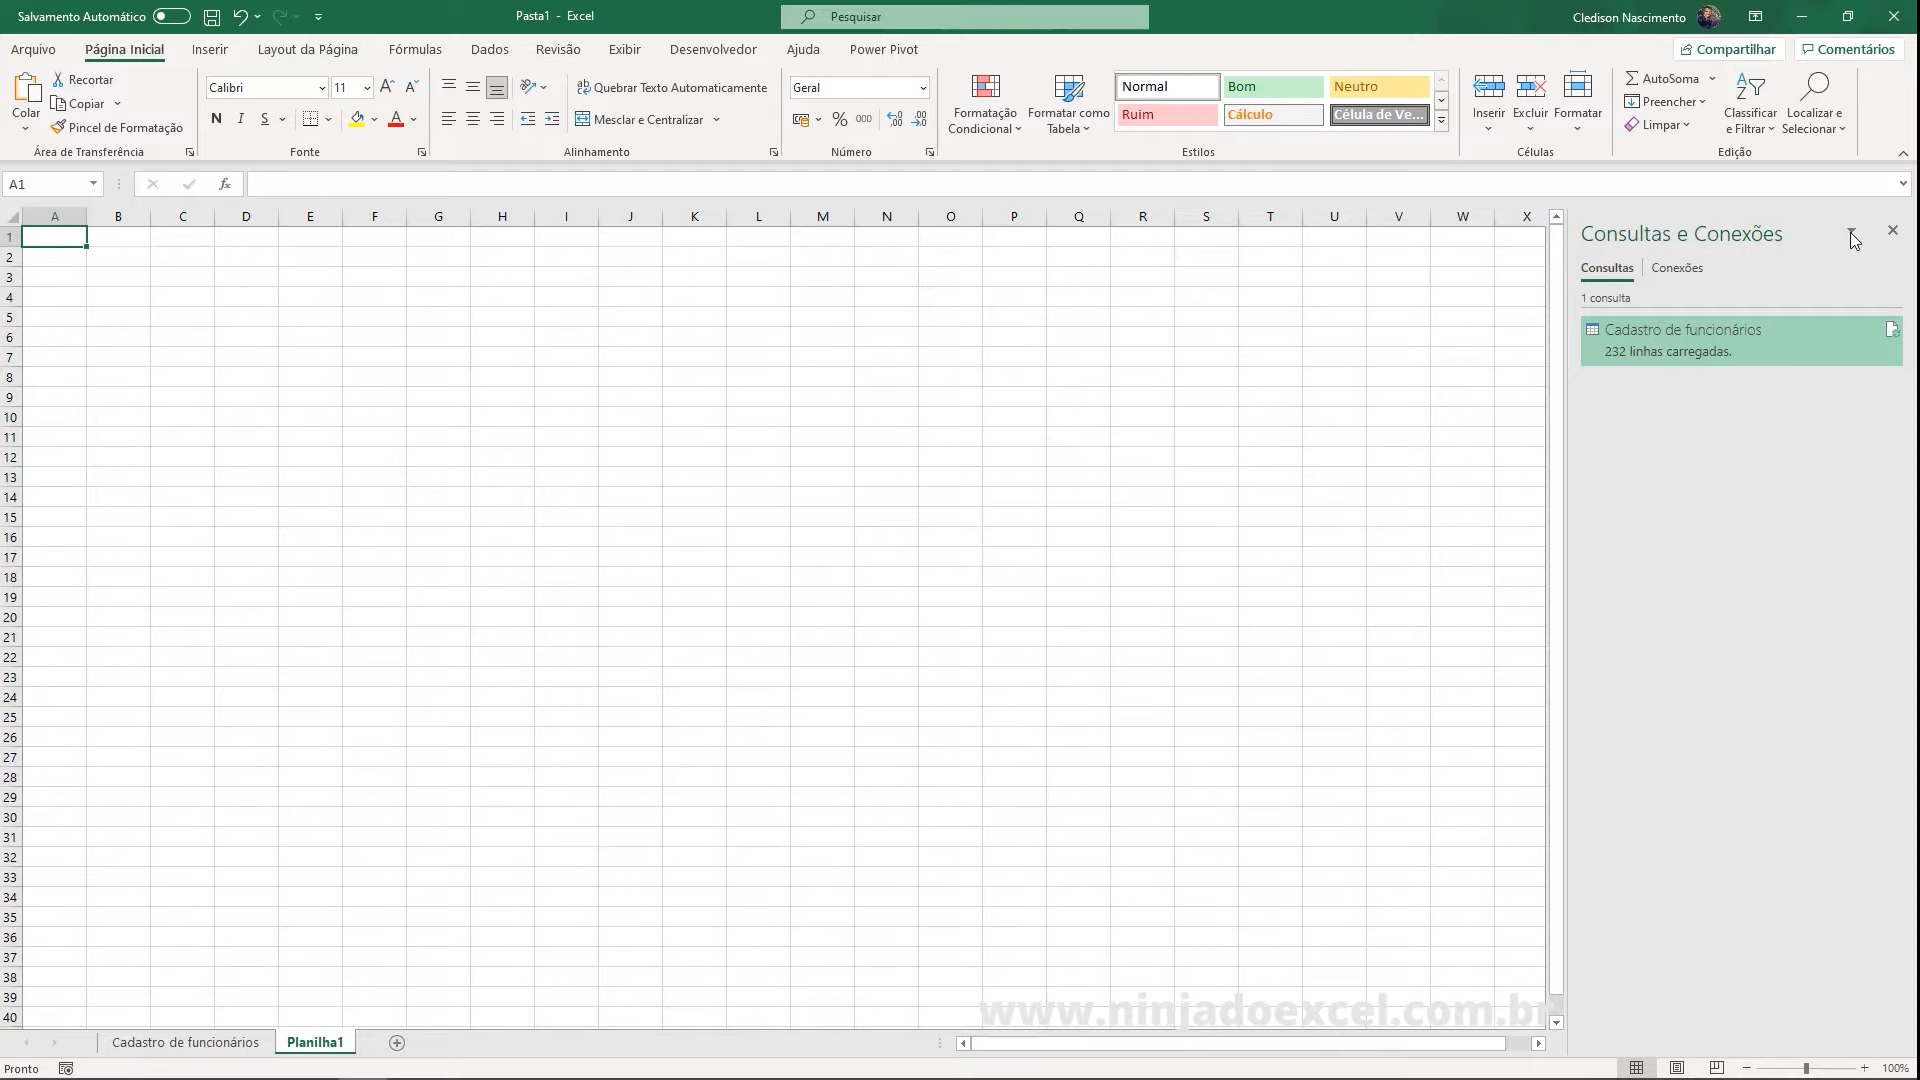 Salvamento Automático
Pasta1 - Excel
Pesquisar
Cledison Nascimento
Arquivo
Página Inicial
Inserir
Layout da Página
Fórmulas
Dados
Revisão
Exibir
Desenvolvedor
Ajuda
Power Pivot
Compartilhar
Comentários
Colar
Recortar
Copiar
Pincel de Formatação
Área de Transferência
Calibri
11
N I S
Fonte
Quebrar Texto Automaticamente
Mesclar e Centralizar
Alinhamento
Geral
% 000
Número
Formatação
Condicional
Formatar como
Tabela
Normal
Bom
Neutro
Ruim
Cálculo
Célula de Ve...
Estilos
Inserir
Excluir
Formatar
Células
AutoSoma
Preencher
Limpar
Classificar
e Filtrar
Localizar e
Selecionar
Edição
A1
fx
A B C D E F G H I J K L M N O P Q R S T U V W X
1
2
3
4
5
6
7
8
9
10
11
12
13
14
15
16
17
18
19
20
21
22
23
24
25
26
27
28
29
30
31
32
33
34
35
36
37
38
39
40
Consultas e Conexões
Consultas
Conexões
1 consulta
Cadastro de funcionários
232 linhas carregadas.
www.ninjadoexcel.com.br
Cadastro de funcionários
Planilha1
Pronto
100%